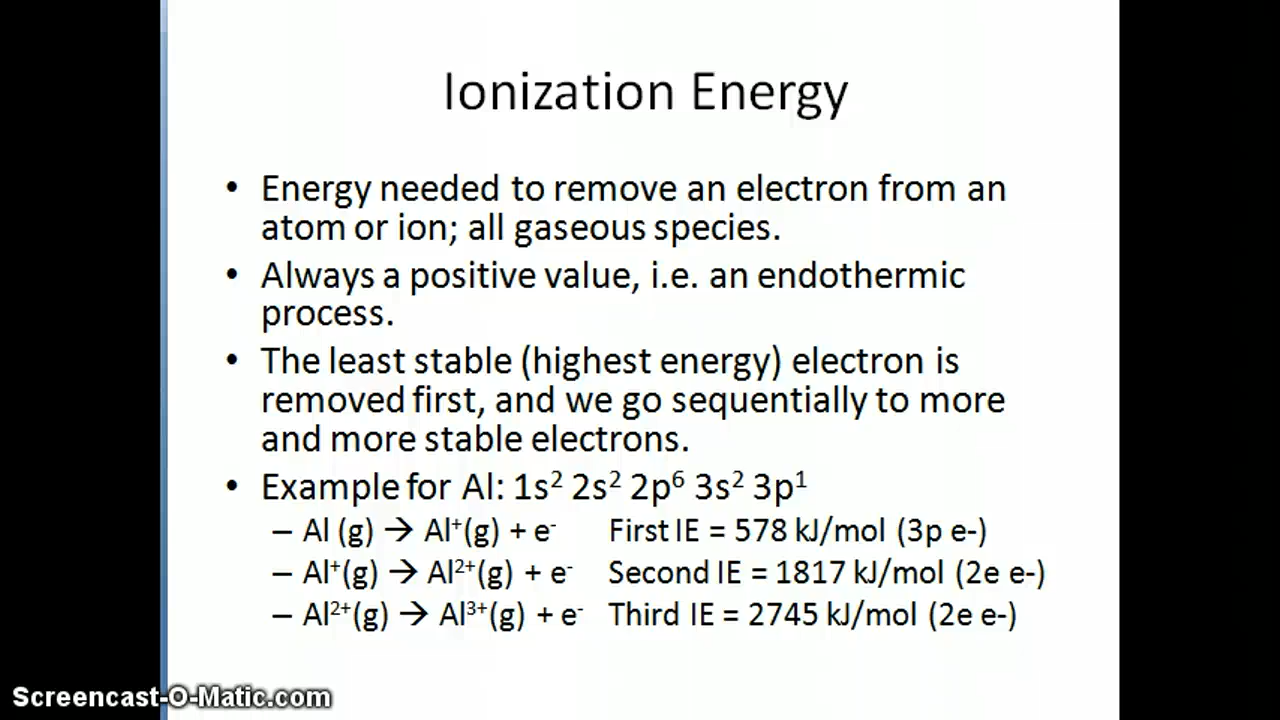 Ionization Energy
• Energy needed to remove an electron from an
atom or ion; all gaseous species.
• Always a positive value, i.e. an endothermic
process.
• The least stable (highest energy) electron is
removed first, and we go sequentially to more
and more stable electrons.
• Example for Al: 1s² 2s² 2p⁶ 3s² 3p¹
– Al (g) → Al⁺(g) + e⁻ First IE = 578 kJ/mol (3p e-)
– Al⁺(g) → Al²⁺(g) + e⁻ Second IE = 1817 kJ/mol (2e e-)
– Al²⁺(g) → Al³⁺(g) + e⁻ Third IE = 2745 kJ/mol (2e e-)
Screencast-O-Matic.com